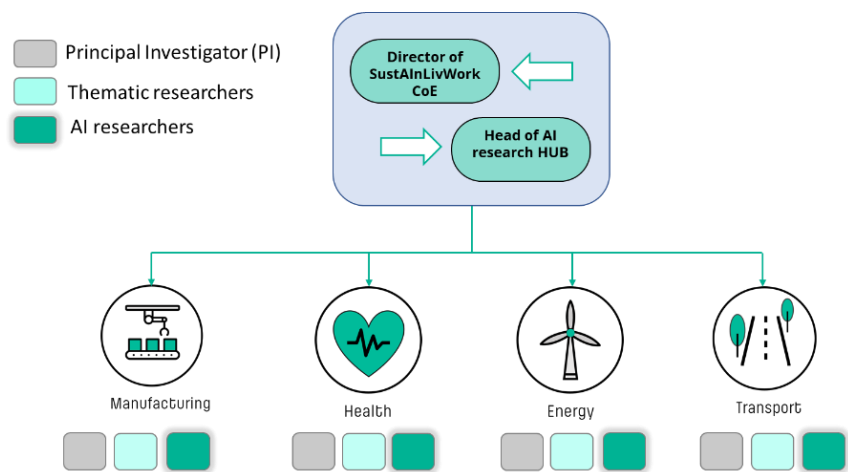 Principal Investigator (PI)
Thematic researchers
AI researchers
Director of
SustAInLivWork
CoE
Head of AI
research HUB
Manufacturing
Health
Energy
Transport